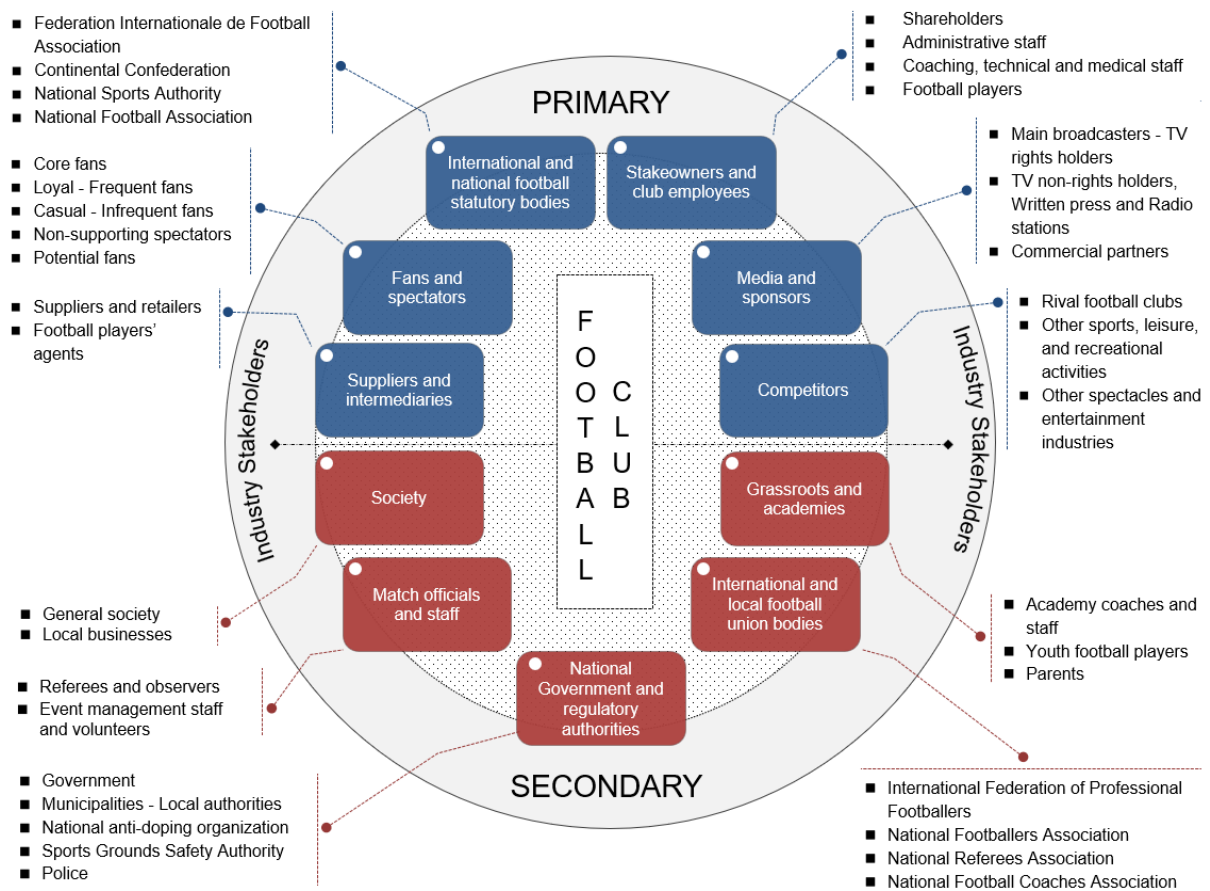 ■ Federation Internationale de Football
Association
■ Continental Confederation
■ National Sports Authority
■ National Football Association
■ Shareholders
■ Administrative staff
■ Coaching, technical and medical staff
■ Football players
PRIMARY
International and
national football
statutory bodies
Stakeowners and
club employees
■ Core fans
■ Loyal - Frequent fans
■ Casual - Infrequent fans
■ Non-supporting spectators
■ Potential fans
■ Main broadcasters - TV
rights holders
■ TV non-rights holders,
Written press and Radio
stations
■ Commercial partners
Fans and
spectators
Media and
sponsors
■ Suppliers and retailers
■ Football players’
agents
■ Rival football clubs
■ Other sports, leisure,
and recreational
activities
■ Other spectacles and
entertainment
industries
Suppliers and
intermediaries
Competitors
FOOTBALL
CLUB
Industry Stakeholders
Industry Stakeholders
Society
Grassroots and
academies
Match officials
and staff
International and
local football
union bodies
■ General society
■ Local businesses
■ Academy coaches and
staff
■ Youth football players
■ Parents
National
Government and
regulatory
authorities
■ Referees and observers
■ Event management staff
and volunteers
SECONDARY
■ Government
■ Municipalities - Local authorities
■ National anti-doping organization
■ Sports Grounds Safety Authority
■ Police
■ International Federation of Professional
Footballers
■ National Footballers Association
■ National Referees Association
■ National Football Coaches Association